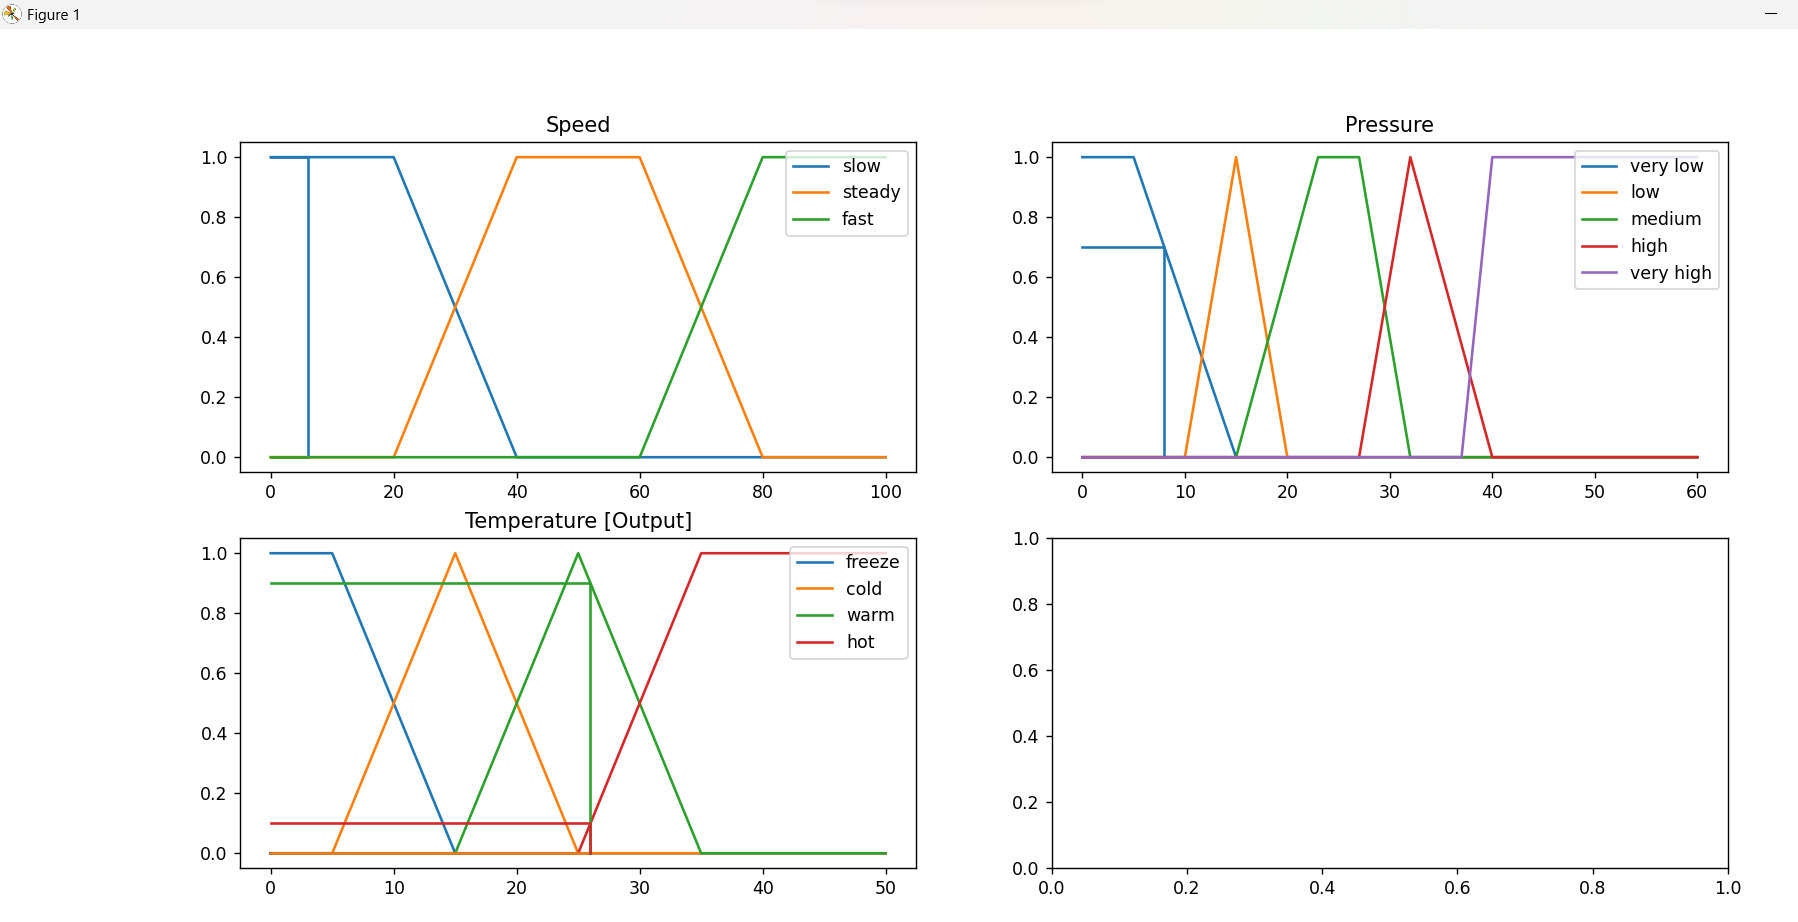 Figure 1
Speed
1.0
0.8
0.6
0.4
0.2
0.0
0 20 40 60 80 100
slow
steady
fast
Pressure
1.0
0.8
0.6
0.4
0.2
0.0
0 10 20 30 40 50 60
very low
low
medium
high
very high
Temperature [Output]
1.0
0.8
0.6
0.4
0.2
0.0
0 10 20 30 40 50
freeze
cold
warm
hot
1.0
0.8
0.6
0.4
0.2
0.0
0.0 0.2 0.4 0.6 0.8 1.0